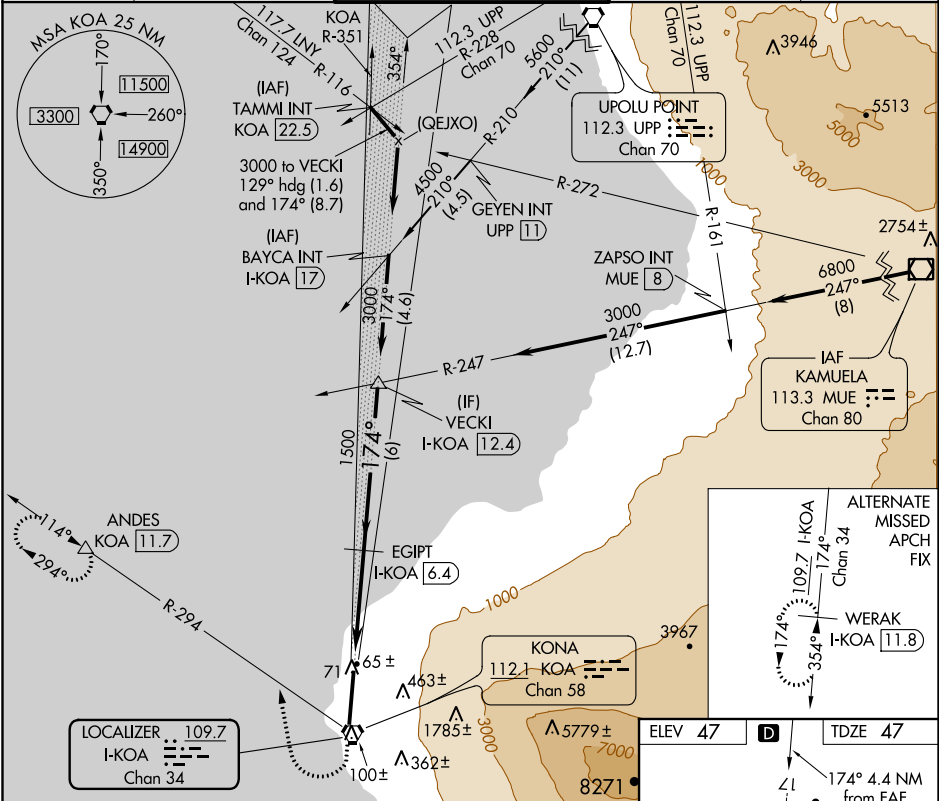 MSA KOA 25 NM
170°
11500
3300
260°
14900
350°
117.7 LNY
Chan 124
R-116
KOA
R-351
354°
112.3 UPP
R-228
Chan 70
5600
210°
(11)
R-210
112.3 UPP
Chan 70
3946
5513
5000
3000
1000
UPOLU POINT
112.3 UPP
Chan 70
(IAF)
TAMMI INT
KOA 22.5
(QEJXO)
3000 to VECKI
129° hdg (1.6)
and 174° (8.7)
4500
210°
(4.5)
GEYEN INT
UPP 11
R-272
R-161
2754±
(IAF)
BAYCA INT
I-KOA 17
ZAPSO INT
MUE 8
6800
247°
(8)
3000
174°
(4.6)
3000
247°
(12.7)
R-247
IAF
KAMUELA
113.3 MUE
Chan 80
(IF)
VECKI
I-KOA 12.4
1500
174°
(6)
ANDES
KOA 11.7
114°
294°
R-294
EGIPT
I-KOA 6.4
ALTERNATE
MISSED
APCH
FIX
109.7 I-KOA
174°
Chan 34
WERAK
I-KOA 11.8
174°
354°
1000
3967
KONA
112.1 KOA
Chan 58
71
65±
463±
1785±
3000
5779±
7000
8271
362±
100±
LOCALIZER 109.7
I-KOA
Chan 34
ELEV 47
D
TDZE 47
17
174° 4.4 NM
from FAF